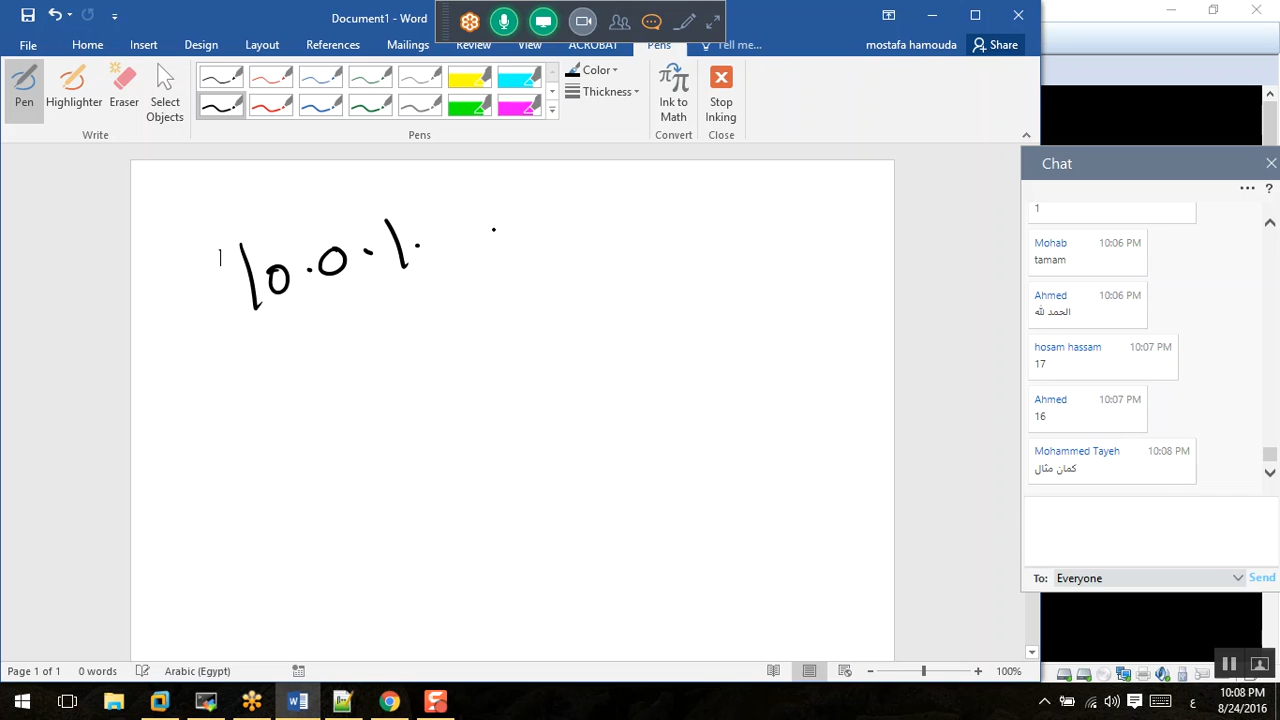 Document1 - Word
File Home Insert Design Layout References Mailings Review View ACROBAT Pens Tell me...
mostafa hamouda Share
Pen Highlighter Eraser Select Objects
Color
Thickness
Ink to Math
Stop Inking
Write Pens Convert Close
10.0.1.
Chat
1
Mohab 10:06 PM
tamam
Ahmed 10:06 PM
الحمد لله
hosam hassam 10:07 PM
17
Ahmed 10:07 PM
16
Mohammed Tayeh 10:08 PM
كمان مثال
To: Everyone Send
Page 1 of 1 0 words Arabic (Egypt) 100%
ع 10:08 PM
8/24/2016